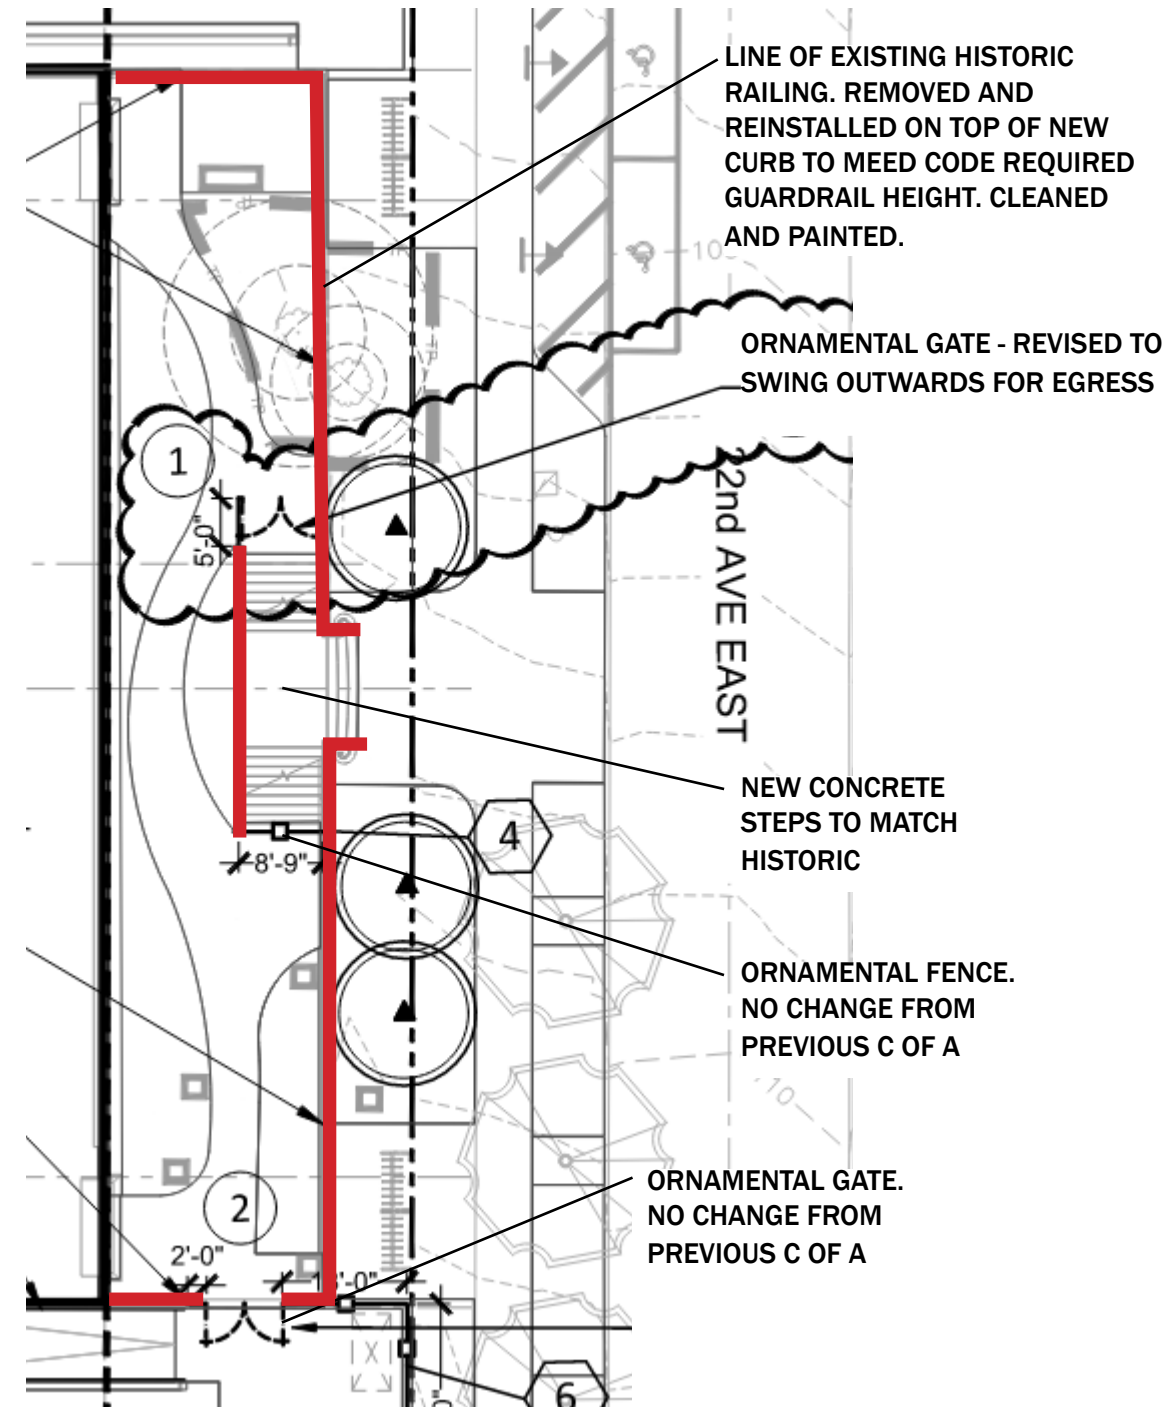 LINE OF EXISTING HISTORIC
RAILING. REMOVED AND
REINSTALLED ON TOP OF NEW
CURB TO MEED CODE REQUIRED
GUARDRAIL HEIGHT. CLEANED
AND PAINTED.
10
ORNAMENTAL GATE - REVISED TO
SWING OUTWARDS FOR EGRESS
1
5'-0"
2nd AVE EAST
NEW CONCRETE
STEPS TO MATCH
HISTORIC
4
8'-9"
ORNAMENTAL FENCE.
NO CHANGE FROM
PREVIOUS C OF A
10
ORNAMENTAL GATE.
NO CHANGE FROM
PREVIOUS C OF A
2
2'-0"
'-0"
X
6